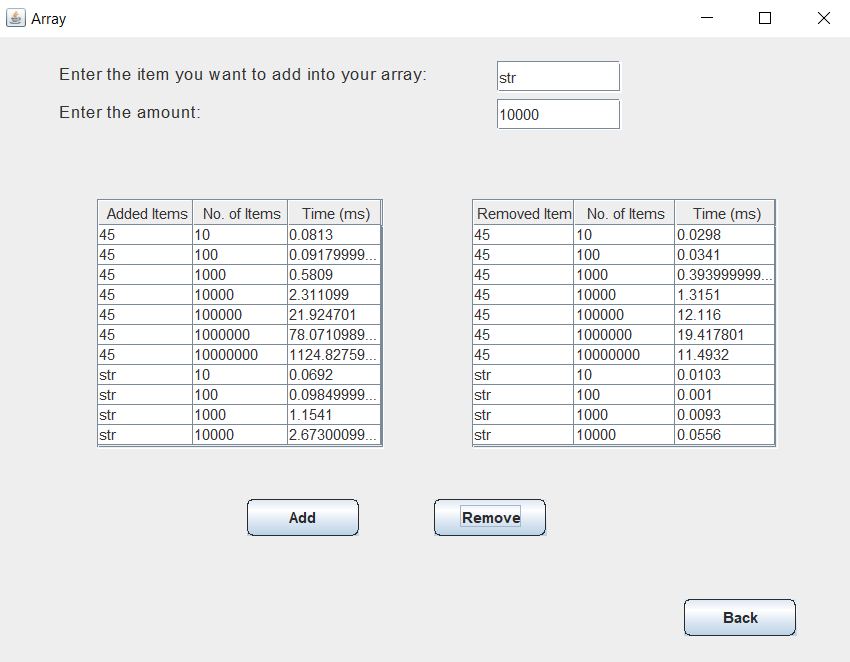 Array
Enter the item you want to add into your array: str
Enter the amount: 10000
Added Items No. of Items Time (ms)
45 10 0.0813
45 100 0.09179999...
45 1000 0.5809
45 10000 2.311099
45 100000 21.924701
45 1000000 78.0710989...
45 10000000 1124.82759...
str 10 0.0692
str 100 0.09849999...
str 1000 1.1541
str 10000 2.67300099...
Removed Item No. of Items Time (ms)
45 10 0.0298
45 100 0.0341
45 1000 0.393999999...
45 10000 1.3151
45 100000 12.116
45 1000000 19.417801
45 10000000 11.4932
str 10 0.0103
str 100 0.001
str 1000 0.0093
str 10000 0.0556
Add Remove
Back